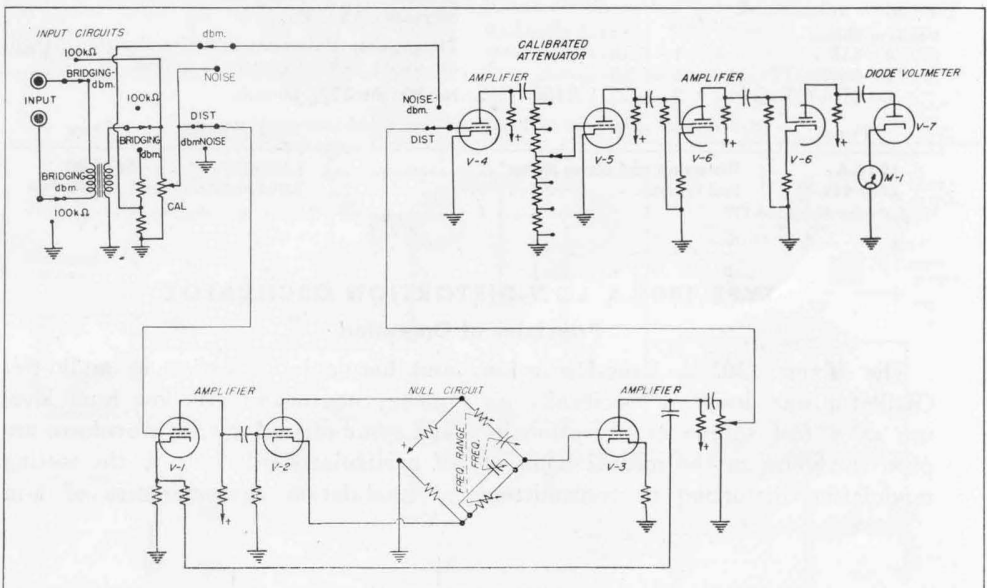 INPUT CIRCUITS
dbm.
100kΩ
NOISE
BRIDGING-
dbm.
INPUT
100kΩ
BRIDGING
dbm.
DIST
dbm NOISE
BRIDGING
dbm.
100kΩ
CAL
CALIBRATED
ATTENUATOR
AMPLIFIER
NOISE-
dbm.
DIST
V-4
+
V-5
AMPLIFIER
V-6
+
V-6
+
DIODE VOLTMETER
V-7
M-1
AMPLIFIER
V-1
+
V-2
NULL CIRCUIT
FREQ. RANGE
FREQ.
AMPLIFIER
V-3
+